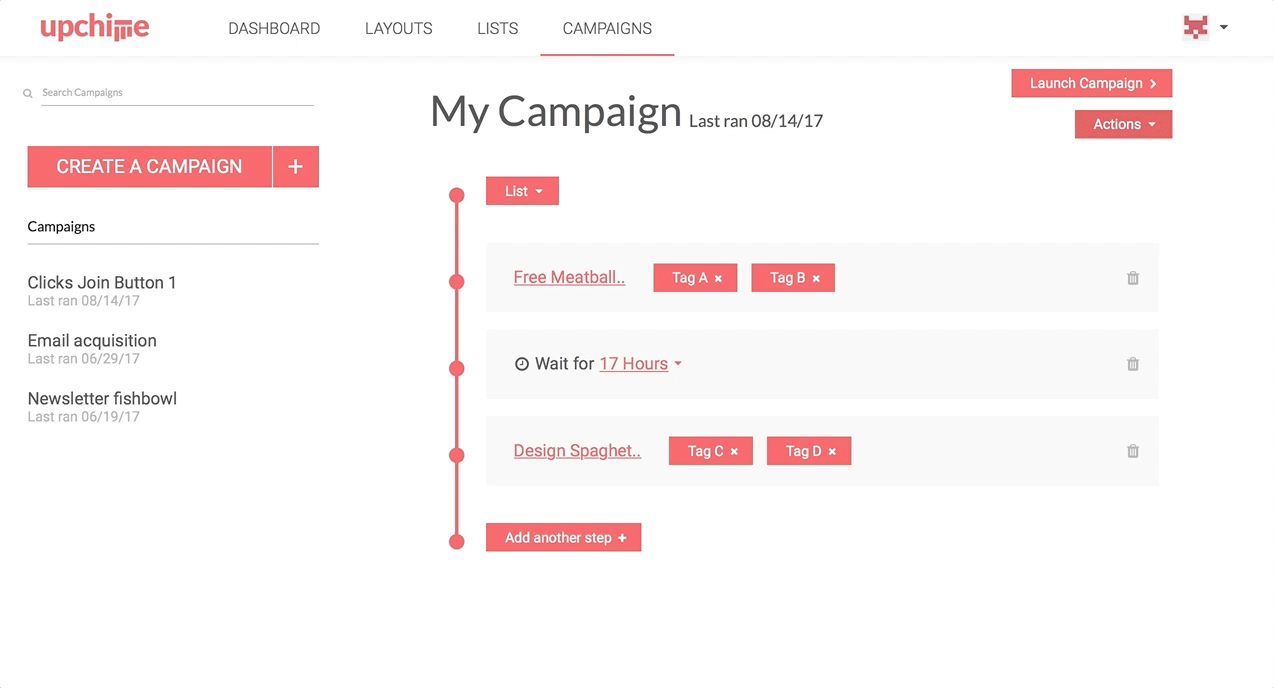 upchime
DASHBOARD LAYOUTS LISTS CAMPAIGNS
Search Campaigns
CREATE A CAMPAIGN +
Campaigns
Clicks Join Button 1
Last ran 08/14/17
Email acquisition
Last ran 06/29/17
Newsletter fishbowl
Last ran 06/19/17
My Campaign Last ran 08/14/17
Launch Campaign
Actions
List
Free Meatball.. Tag A × Tag B ×
Wait for 17 Hours
Design Spaghet.. Tag C × Tag D ×
Add another step +